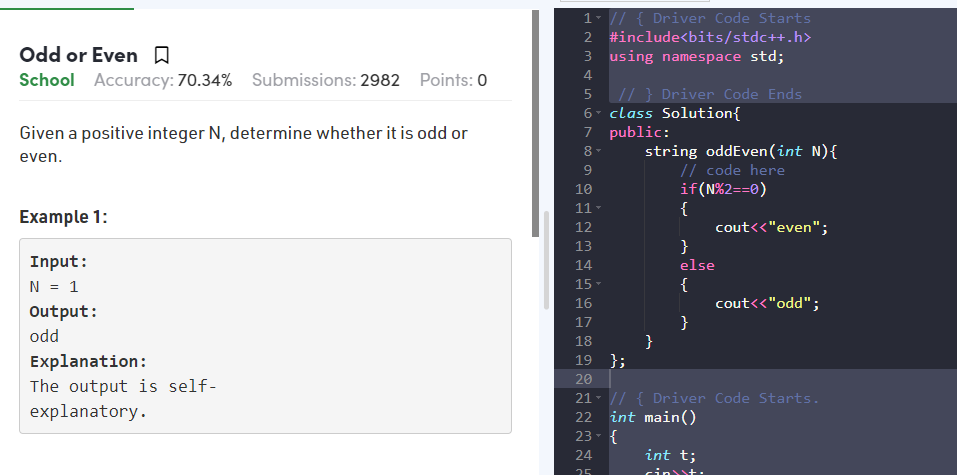 Odd or Even
School Accuracy: 70.34% Submissions: 2982 Points: 0
Given a positive integer N, determine whether it is odd or
even.
Example 1:
Input:
N = 1
Output:
odd
Explanation:
The output is self-
explanatory.
1 // { Driver Code Starts
2 #include<bits/stdc++.h>
3 using namespace std;
4
5 // } Driver Code Ends
6 class Solution{
7 public:
8 string oddEven(int N){
9 // code here
10 if(N%2==0)
11 {
12 cout<<"even";
13 }
14 else
15 {
16 cout<<"odd";
17 }
18 }
19 };
20
21 // { Driver Code Starts.
22 int main()
23 {
24 int t;
25 cin>>t;